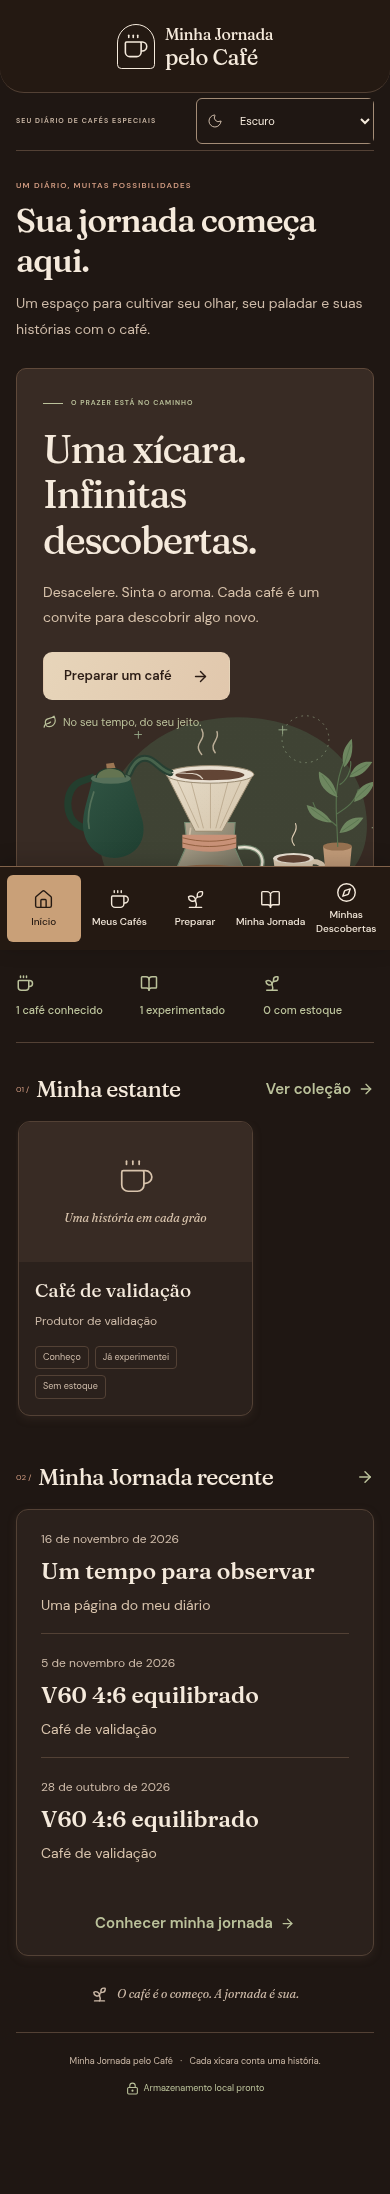 Minha Jornada
pelo Café
SEU DIÁRIO DE CAFÉS ESPECIAIS
Escuro
UM DIÁRIO, MUITAS POSSIBILIDADES
Sua jornada começa
aqui.
Um espaço para cultivar seu olhar, seu paladar e suas
histórias com o café.
O PRAZER ESTÁ NO CAMINHO
Uma xícara.
Infinitas
descobertas.
Desacelere. Sinta o aroma. Cada café é um
convite para descobrir algo novo.
Preparar um café
No seu tempo, do seu jeito.
Início
Meus Cafés
Preparar
Minha Jornada
Minhas
Descobertas
1 café conhecido
1 experimentado
0 com estoque
01 / Minha estante
Ver coleção
Uma história em cada grão
Café de validação
Produtor de validação
Conheço
Já experimentei
Sem estoque
02 / Minha Jornada recente
16 de novembro de 2026
Um tempo para observar
Uma página do meu diário
5 de novembro de 2026
V60 4:6 equilibrado
Café de validação
28 de outubro de 2026
V60 4:6 equilibrado
Café de validação
Conhecer minha jornada
O café é o começo. A jornada é sua.
Minha Jornada pelo Café · Cada xícara conta uma história.
Armazenamento local pronto